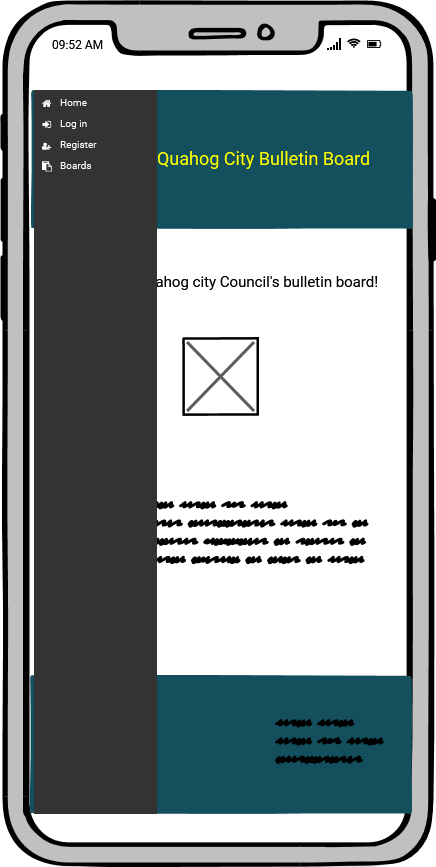 09:52 AM
Home
Log in
Register
Boards
Quahog City Bulletin Board
ahog city Council's bulletin board!